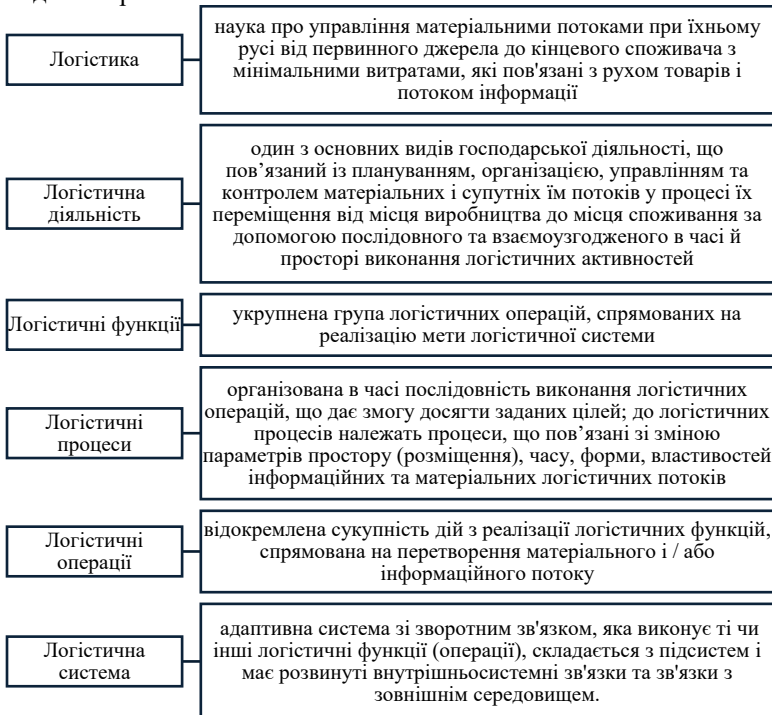 Логістика
наука про управління матеріальними потоками при їхньому
русі від первинного джерела до кінцевого споживача з
мінімальними витратами, які пов'язані з рухом товарів і
потоком інформації
Логістична
діяльність
один з основних видів господарської діяльності, що
пов’язаний із плануванням, організацією, управлінням та
контролем матеріальних і супутніх їм потоків у процесі їх
переміщення від місця виробництва до місця споживання за
допомогою послідовного та взаємоузгодженого в часі й
просторі виконання логістичних активностей
Логістичні функції
укрупнена група логістичних операцій, спрямованих на
реалізацію мети логістичної системи
Логістичні
процеси
організована в часі послідовність виконання логістичних
операцій, що дає змогу досягти заданих цілей; до логістичних
процесів належать процеси, що пов’язані зі зміною
параметрів простору (розміщення), часу, форми, властивостей
інформаційних та матеріальних логістичних потоків
Логістичні
операції
відокремлена сукупність дій з реалізації логістичних функцій,
спрямована на перетворення матеріального і / або
інформаційного потоку
Логістична
система
адаптивна система зі зворотним зв'язком, яка виконує ті чи
інші логістичні функції (операції), складається з підсистем і
має розвинуті внутрішньосистемні зв'язки та зв'язки з
зовнішнім середовищем.